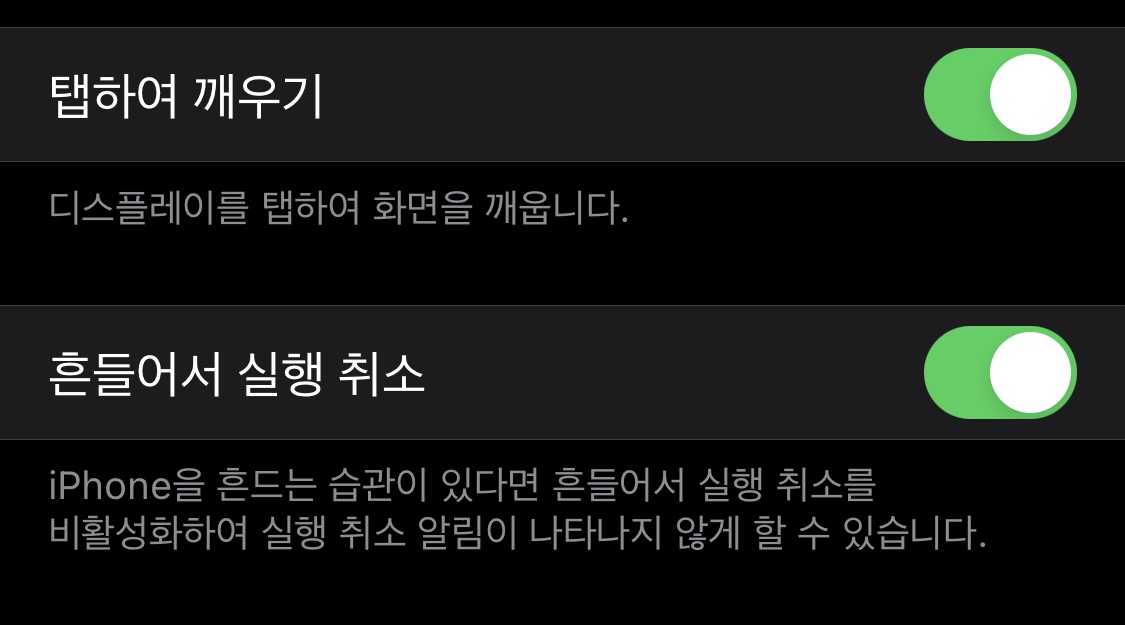 탭하여 깨우기
디스플레이를 탭하여 화면을 깨웁니다.
흔들어서 실행 취소
iPhone을 흔드는 습관이 있다면 흔들어서 실행 취소를
비활성화하여 실행 취소 알림이 나타나지 않게 할 수 있습니다.